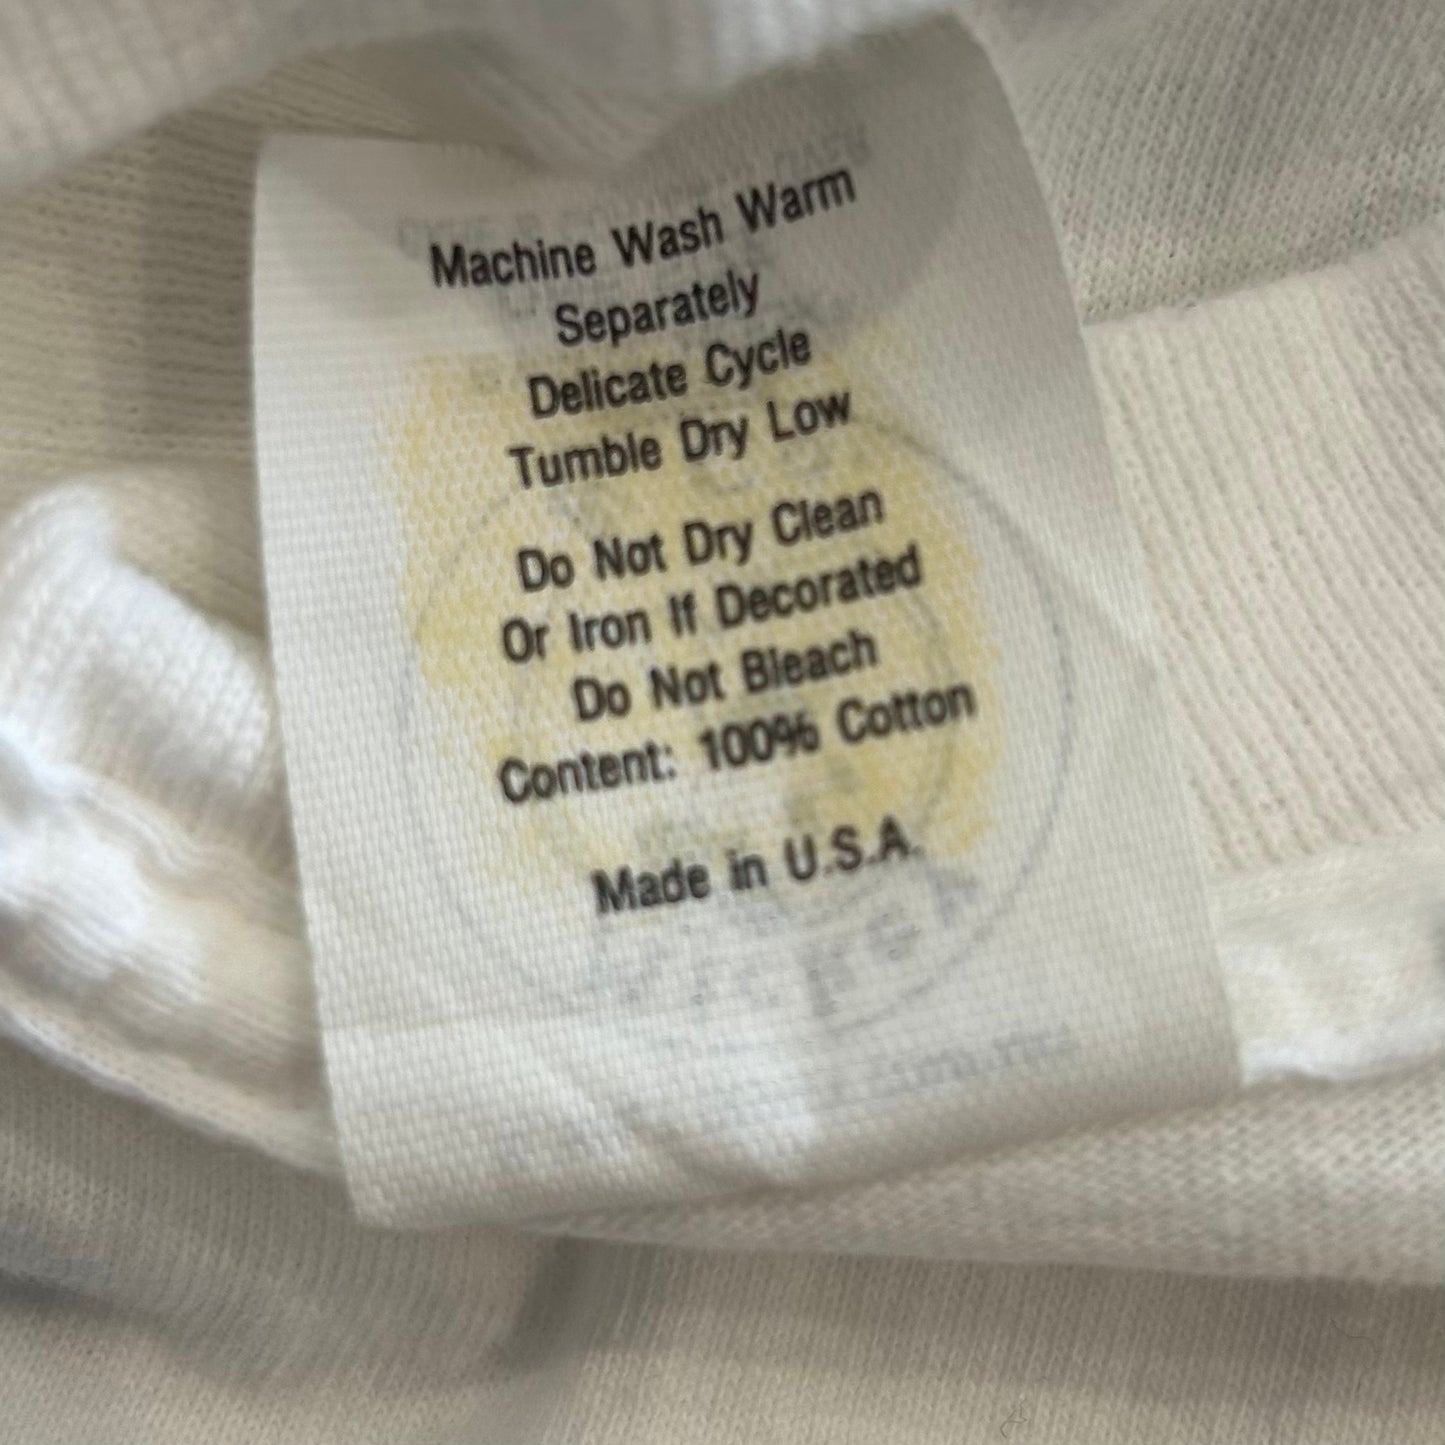 Machine Wash Warm
Separately
Delicate Cycle
Tumble Dry Low
Do Not Dry Clean
Or Iron If Decorated
Do Not Bleach
Content: 100% Cotton
Made in U.S.A.